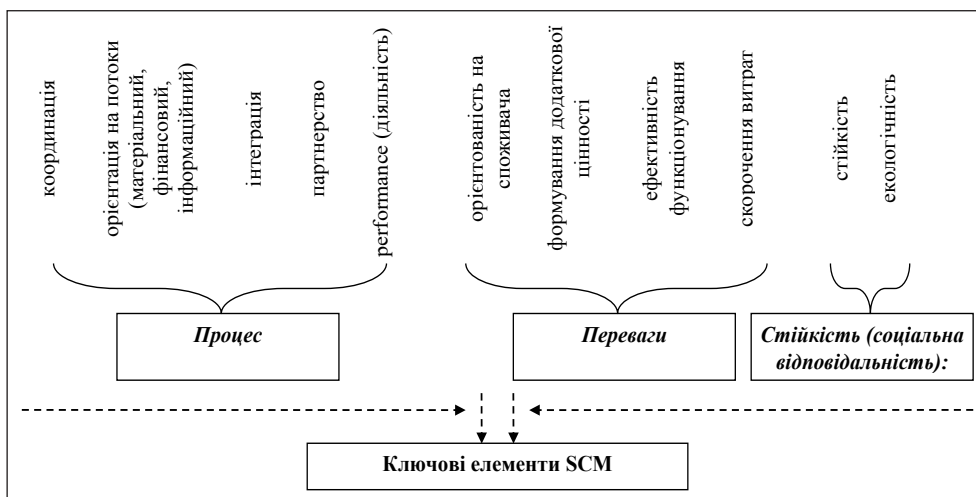 координація
орієнтація на потоки
(матеріальний,
фінансовий,
інформаційний)
інтеграція
партнерство
performance (діяльність)
орієнтованість на
споживача
формування додаткової
цінності
ефективність
функціонування
скорочення витрат
стійкість
екологічність
Процес
Переваги
Стійкість (соціальна
відповідальність):
Ключові елементи SCM